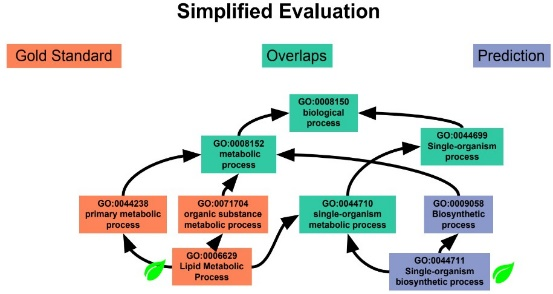 Simplified Evaluation
Gold Standard
Overlaps
Prediction
GO:0008150
biological
process
GO:0044699
Single-organism
process
GO:0008152
metabolic
process
GO:0044238
primary metabolic
process
GO:0071704
organic substance
metabolic process
GO:0044710
single-organism
metabolic process
GO:0009058
Biosynthetic
process
GO:0006629
Lipid Metabolic
Process
GO:0044711
Single-organism
biosynthetic process